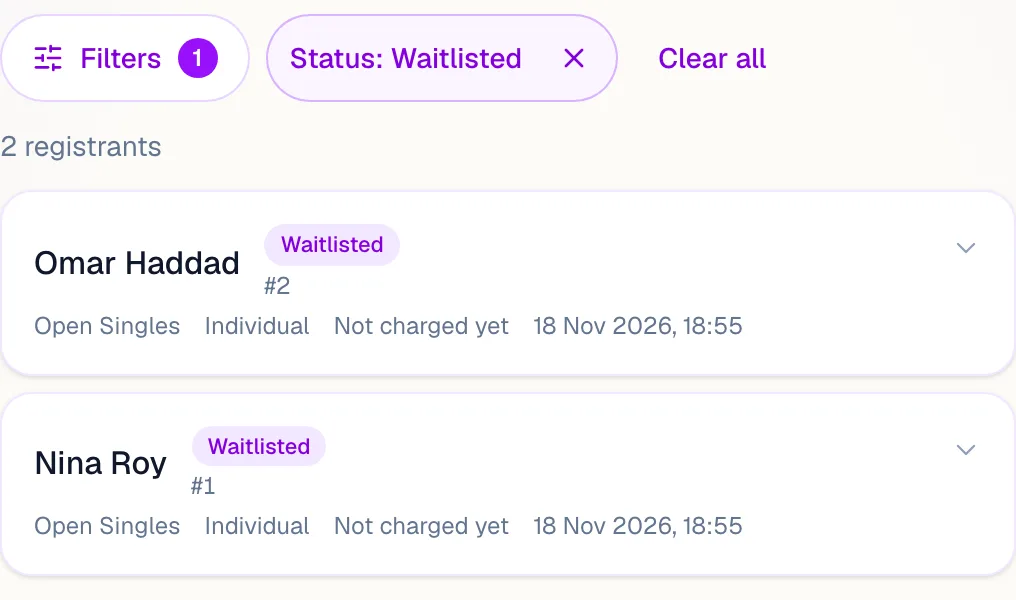 Filters 1 Status: Waitlisted Clear all
2 registrants
Omar Haddad Waitlisted
#2
Open Singles Individual Not charged yet 18 Nov 2026, 18:55
Nina Roy Waitlisted
#1
Open Singles Individual Not charged yet 18 Nov 2026, 18:55